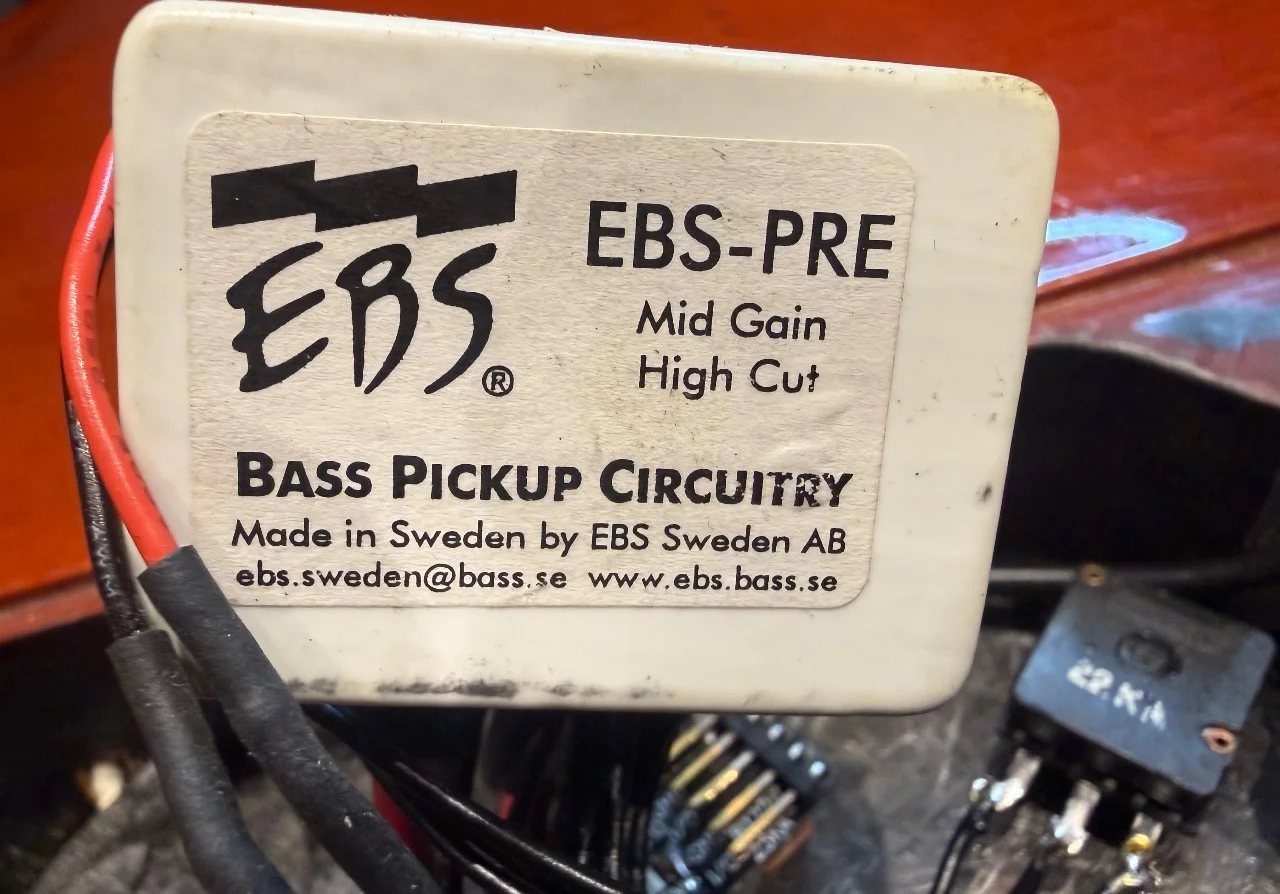 EBS®
EBS-PRE
Mid Gain
High Cut
BASS PICKUP CIRCUITRY
Made in Sweden by EBS Sweden AB
ebs.sweden@bass.se www.ebs.bass.se